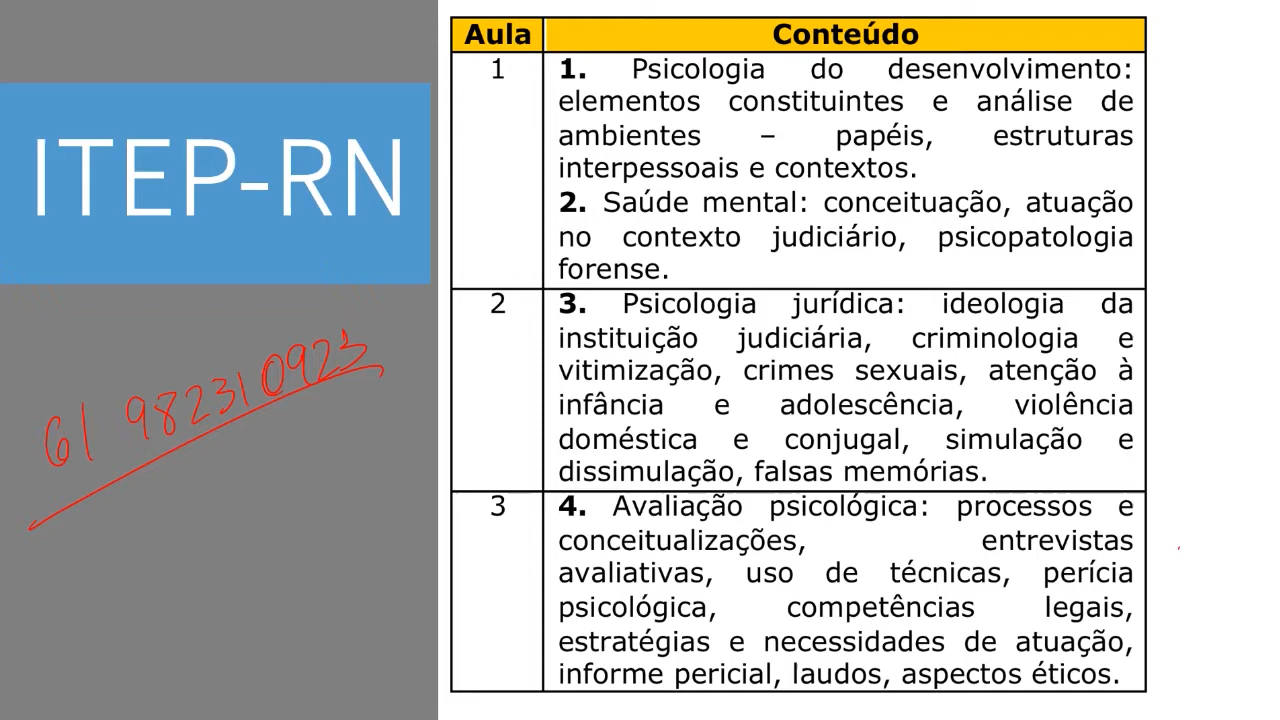 ITEP-RN
61 982310923
Aula Conteúdo
1 1. Psicologia do desenvolvimento:
elementos constituintes e análise de
ambientes – papéis, estruturas
interpessoais e contextos.
2. Saúde mental: conceituação, atuação
no contexto judiciário, psicopatologia
forense.
2 3. Psicologia jurídica: ideologia da
instituição judiciária, criminologia e
vitimização, crimes sexuais, atenção à
infância e adolescência, violência
doméstica e conjugal, simulação e
dissimulação, falsas memórias.
3 4. Avaliação psicológica: processos e
conceitualizações, entrevistas
avaliativas, uso de técnicas, perícia
psicológica, competências legais,
estratégias e necessidades de atuação,
informe pericial, laudos, aspectos éticos.